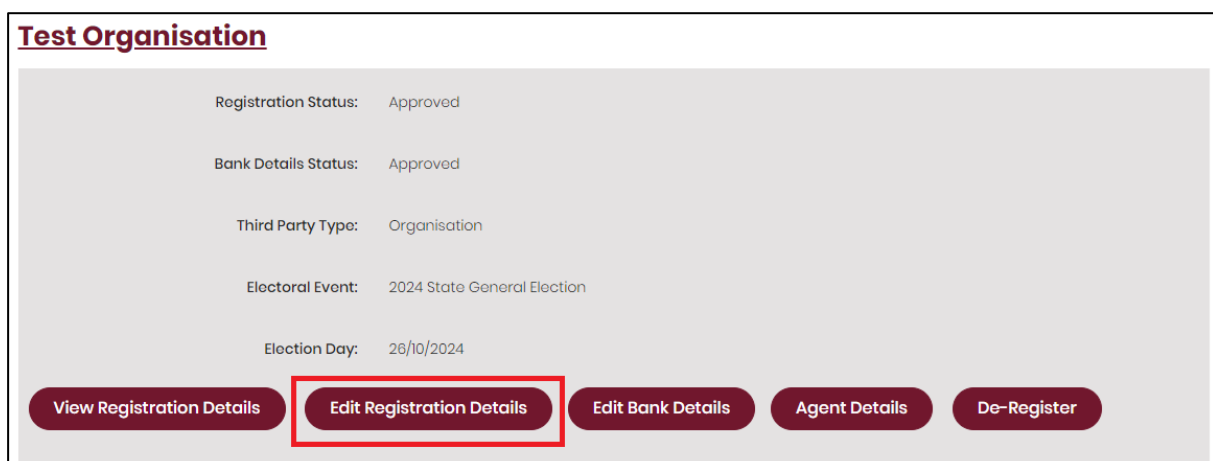 Test Organisation
Registration Status: Approved
Bank Details Status: Approved
Third Party Type: Organisation
Electoral Event: 2024 State General Election
Election Day: 26/10/2024
View Registration Details Edit Registration Details Edit Bank Details Agent Details De-Register